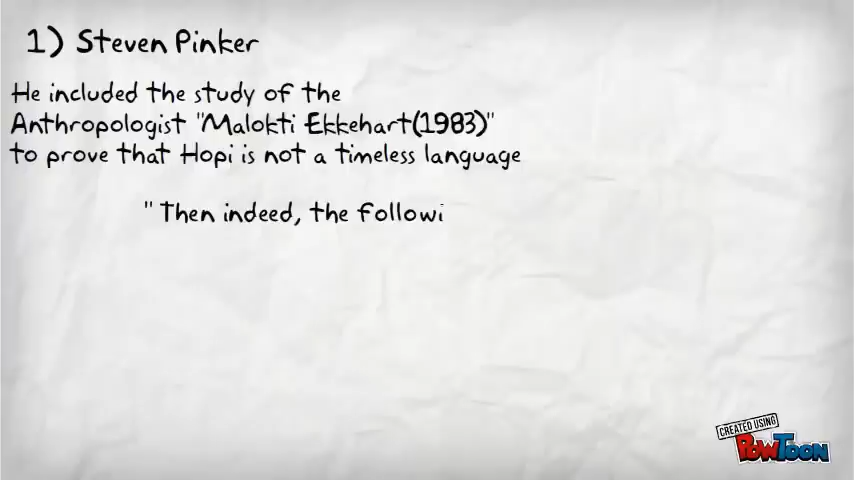 1) Steven Pinker
He included the study of the
Anthropologist "Malokti Ekkehart(1983)"
to prove that Hopi is not a timeless language
" Then indeed, the followi
CREATED USING
POWTOON